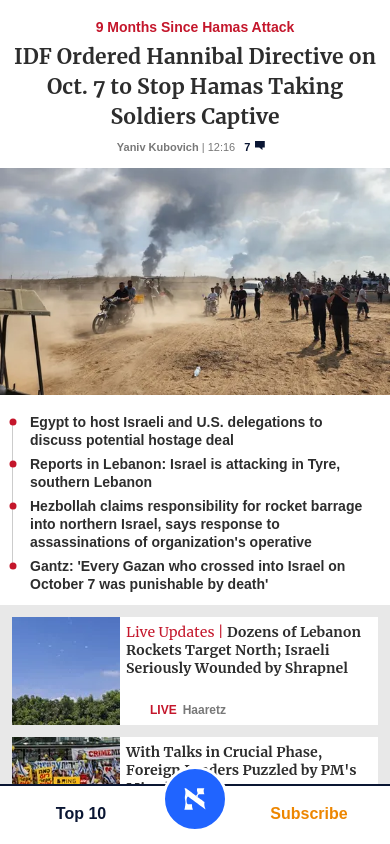 9 Months Since Hamas Attack
IDF Ordered Hannibal Directive on
Oct. 7 to Stop Hamas Taking
Soldiers Captive
Yaniv Kubovich | 12:16 7
Egypt to host Israeli and U.S. delegations to
discuss potential hostage deal
Reports in Lebanon: Israel is attacking in Tyre,
southern Lebanon
Hezbollah claims responsibility for rocket barrage
into northern Israel, says response to
assassinations of organization's operative
Gantz: 'Every Gazan who crossed into Israel on
October 7 was punishable by death'
Live Updates | Dozens of Lebanon
Rockets Target North; Israeli
Seriously Wounded by Shrapnel
LIVE Haaretz
With Talks in Crucial Phase,
Foreign Leaders Puzzled by PM's
Top 10
Subscribe